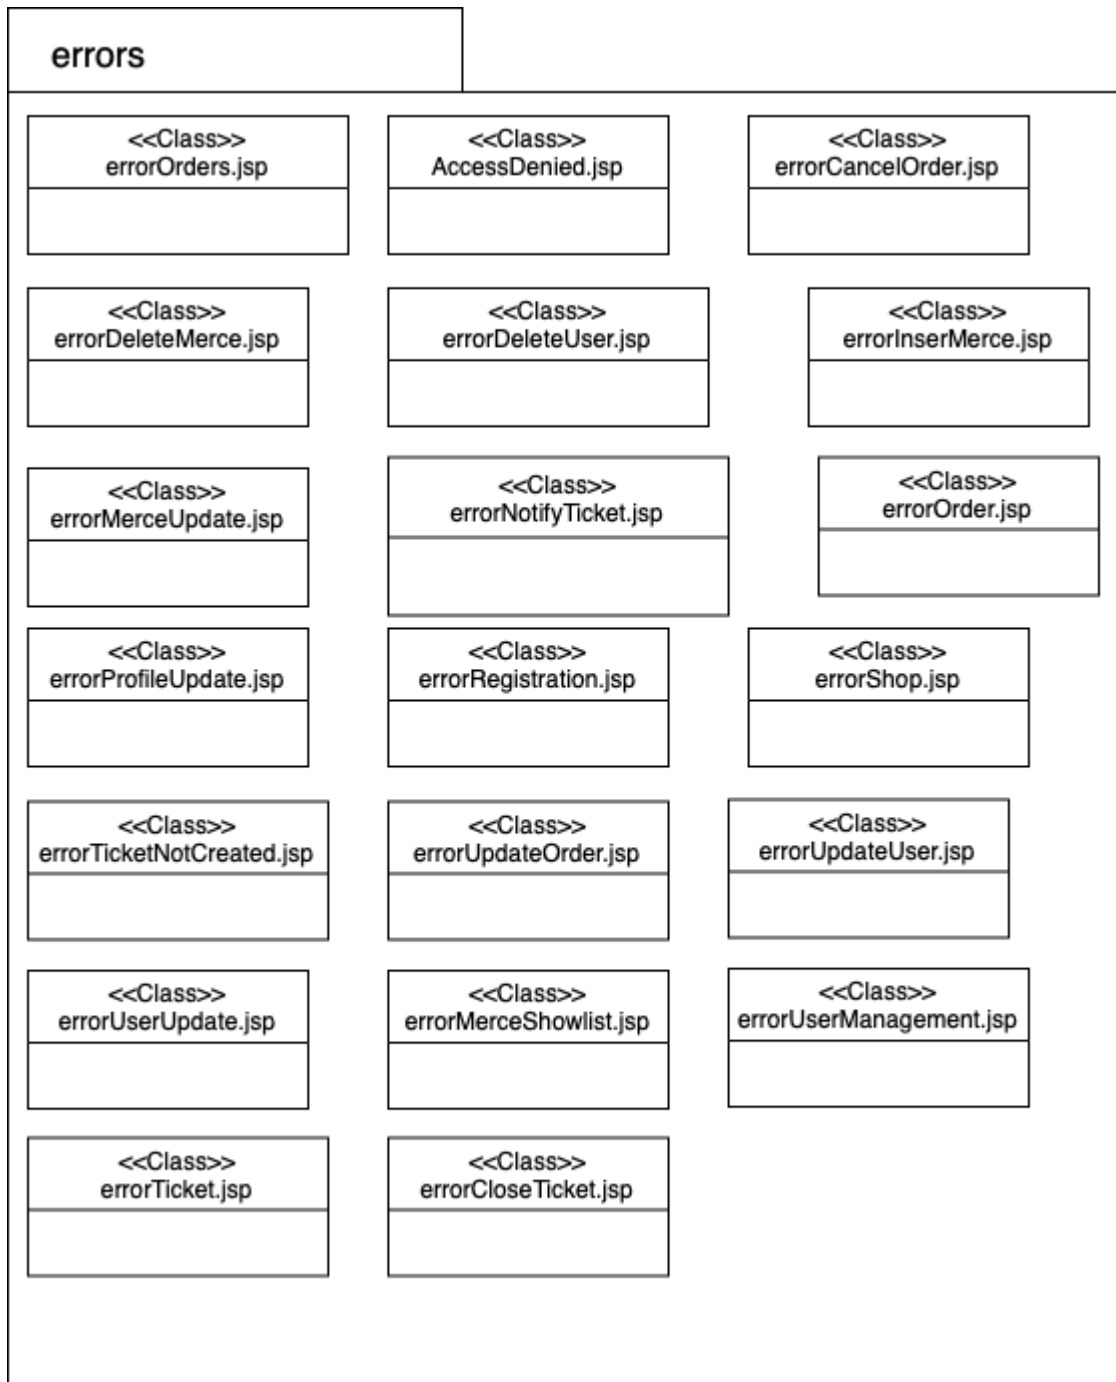 errors
<<Class>>
errorOrders.jsp
<<Class>>
AccessDenied.jsp
<<Class>>
errorCancelOrder.jsp
<<Class>>
errorDeleteMerce.jsp
<<Class>>
errorDeleteUser.jsp
<<Class>>
errorInserMerce.jsp
<<Class>>
errorMerceUpdate.jsp
<<Class>>
errorNotifyTicket.jsp
<<Class>>
errorOrder.jsp
<<Class>>
errorProfileUpdate.jsp
<<Class>>
errorRegistration.jsp
<<Class>>
errorShop.jsp
<<Class>>
errorTicketNotCreated.jsp
<<Class>>
errorUpdateOrder.jsp
<<Class>>
errorUpdateUser.jsp
<<Class>>
errorUserUpdate.jsp
<<Class>>
errorMerceShowlist.jsp
<<Class>>
errorUserManagement.jsp
<<Class>>
errorTicket.jsp
<<Class>>
errorCloseTicket.jsp